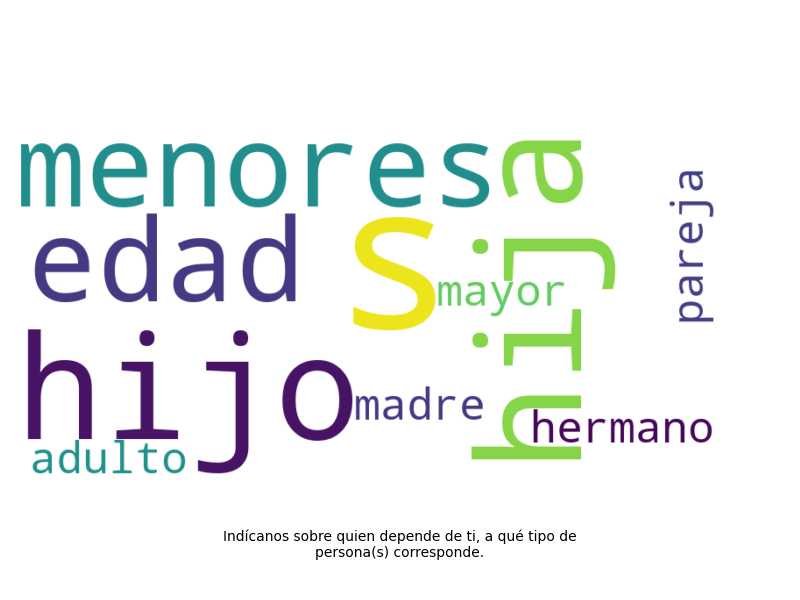 menores
hija
pareja
edad
S
mayor
hijo
madre
hermano
adulto
Indícanos sobre quien depende de ti, a qué tipo de
persona(s) corresponde.